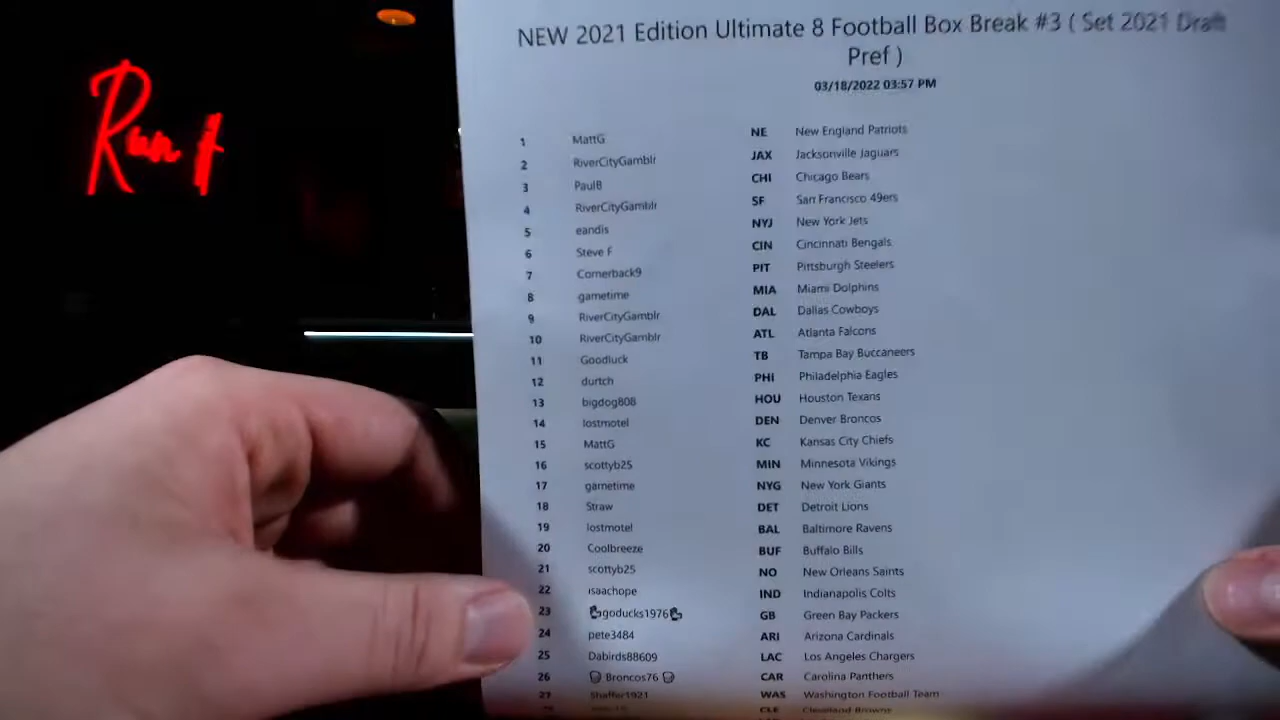 Run it
NEW 2021 Edition Ultimate 8 Football Box Break #3 ( Set 2021 Draft
Pref )
03/18/2022 03:57 PM
1 MattG NE New England Patriots
2 RiverCityGamblr JAX Jacksonville Jaguars
3 PaulB CHI Chicago Bears
4 RiverCityGamblr SF San Francisco 49ers
5 eandis NYJ New York Jets
6 Steve F CIN Cincinnati Bengals
7 Cornerback9 PIT Pittsburgh Steelers
8 gametime MIA Miami Dolphins
9 RiverCityGamblr DAL Dallas Cowboys
10 RiverCityGamblr ATL Atlanta Falcons
11 Goodluck TB Tampa Bay Buccaneers
12 durtch PHI Philadelphia Eagles
13 bigdog808 HOU Houston Texans
14 lostmotel DEN Denver Broncos
15 MattG KC Kansas City Chiefs
16 scottyb25 MIN Minnesota Vikings
17 gametime NYG New York Giants
18 Straw DET Detroit Lions
19 lostmotel BAL Baltimore Ravens
20 Coolbreeze BUF Buffalo Bills
21 scottyb25 NO New Orleans Saints
22 isaachope IND Indianapolis Colts
23 goducks1976 GB Green Bay Packers
24 pete3484 ARI Arizona Cardinals
25 Dabirds88609 LAC Los Angeles Chargers
26 Broncos76 CAR Carolina Panthers
27 Shaffer1921 WAS Washington Football Team
CLE Cleveland Browns